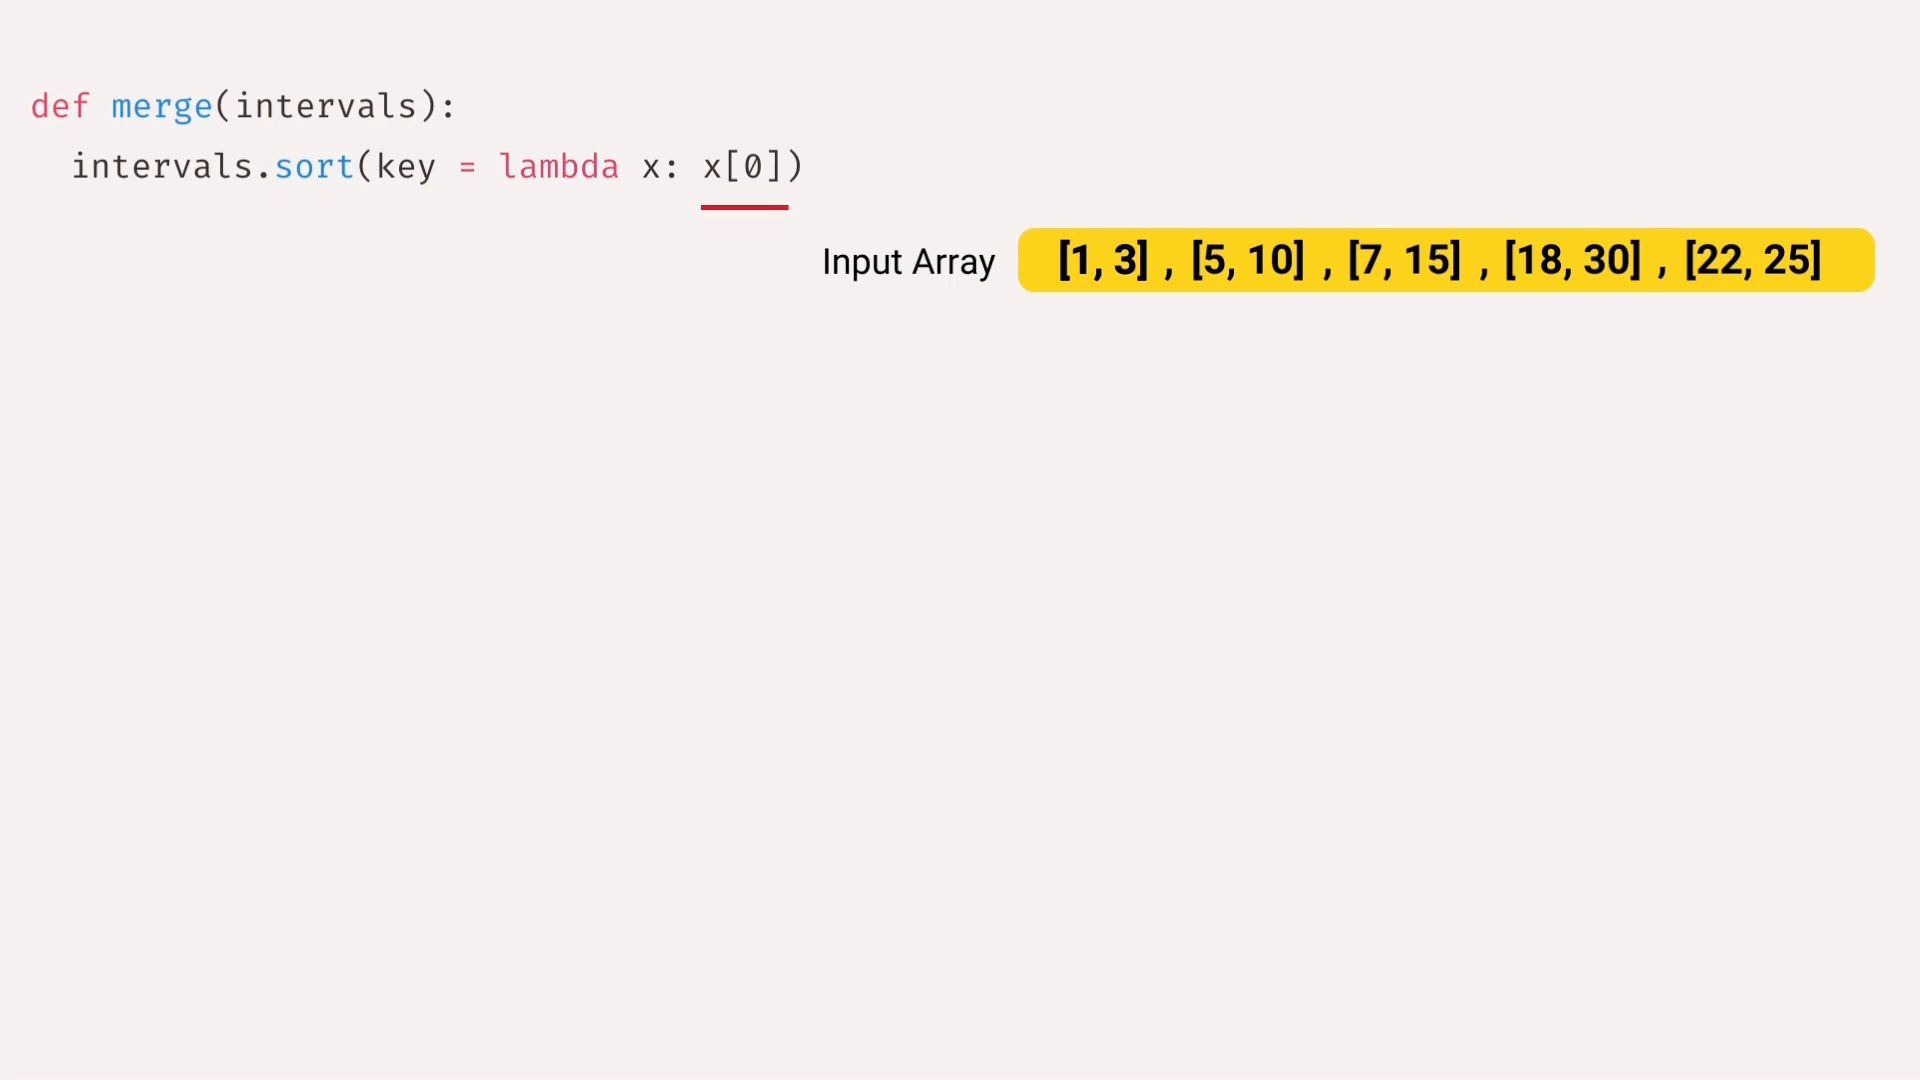 def merge(intervals):
intervals.sort(key = lambda x: x[0])
Input Array [1, 3] , [5, 10] , [7, 15] , [18, 30] , [22, 25]